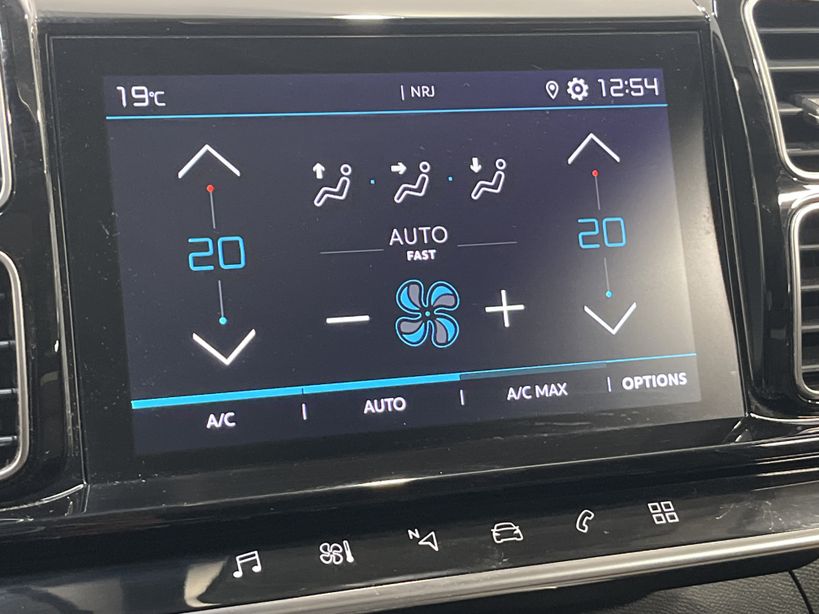 19°C | NRJ 12:54
20 20
AUTO
FAST
A/C | AUTO | A/C MAX | OPTIONS
N